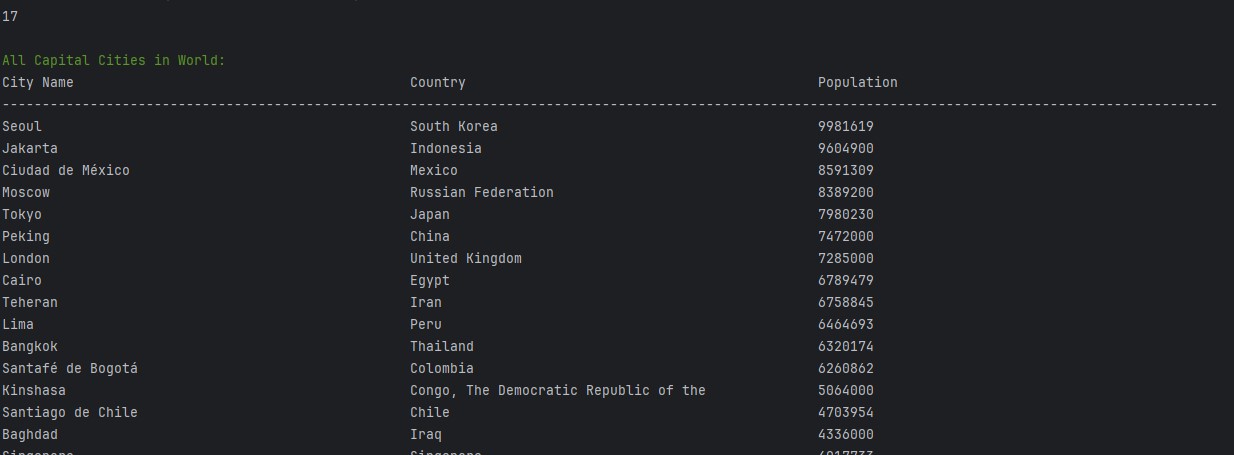 17
All Capital Cities in World:
City Name Country Population
--------------------------------------------------------------------------------------------------------------------------------------------------------
Seoul South Korea 9981619
Jakarta Indonesia 9604900
Ciudad de México Mexico 8591309
Moscow Russian Federation 8389200
Tokyo Japan 7980230
Peking China 7472000
London United Kingdom 7285000
Cairo Egypt 6789479
Teheran Iran 6758845
Lima Peru 6464693
Bangkok Thailand 6320174
Santafé de Bogotá Colombia 6260862
Kinshasa Congo, The Democratic Republic of the 5064000
Santiago de Chile Chile 4703954
Baghdad Iraq 4336000